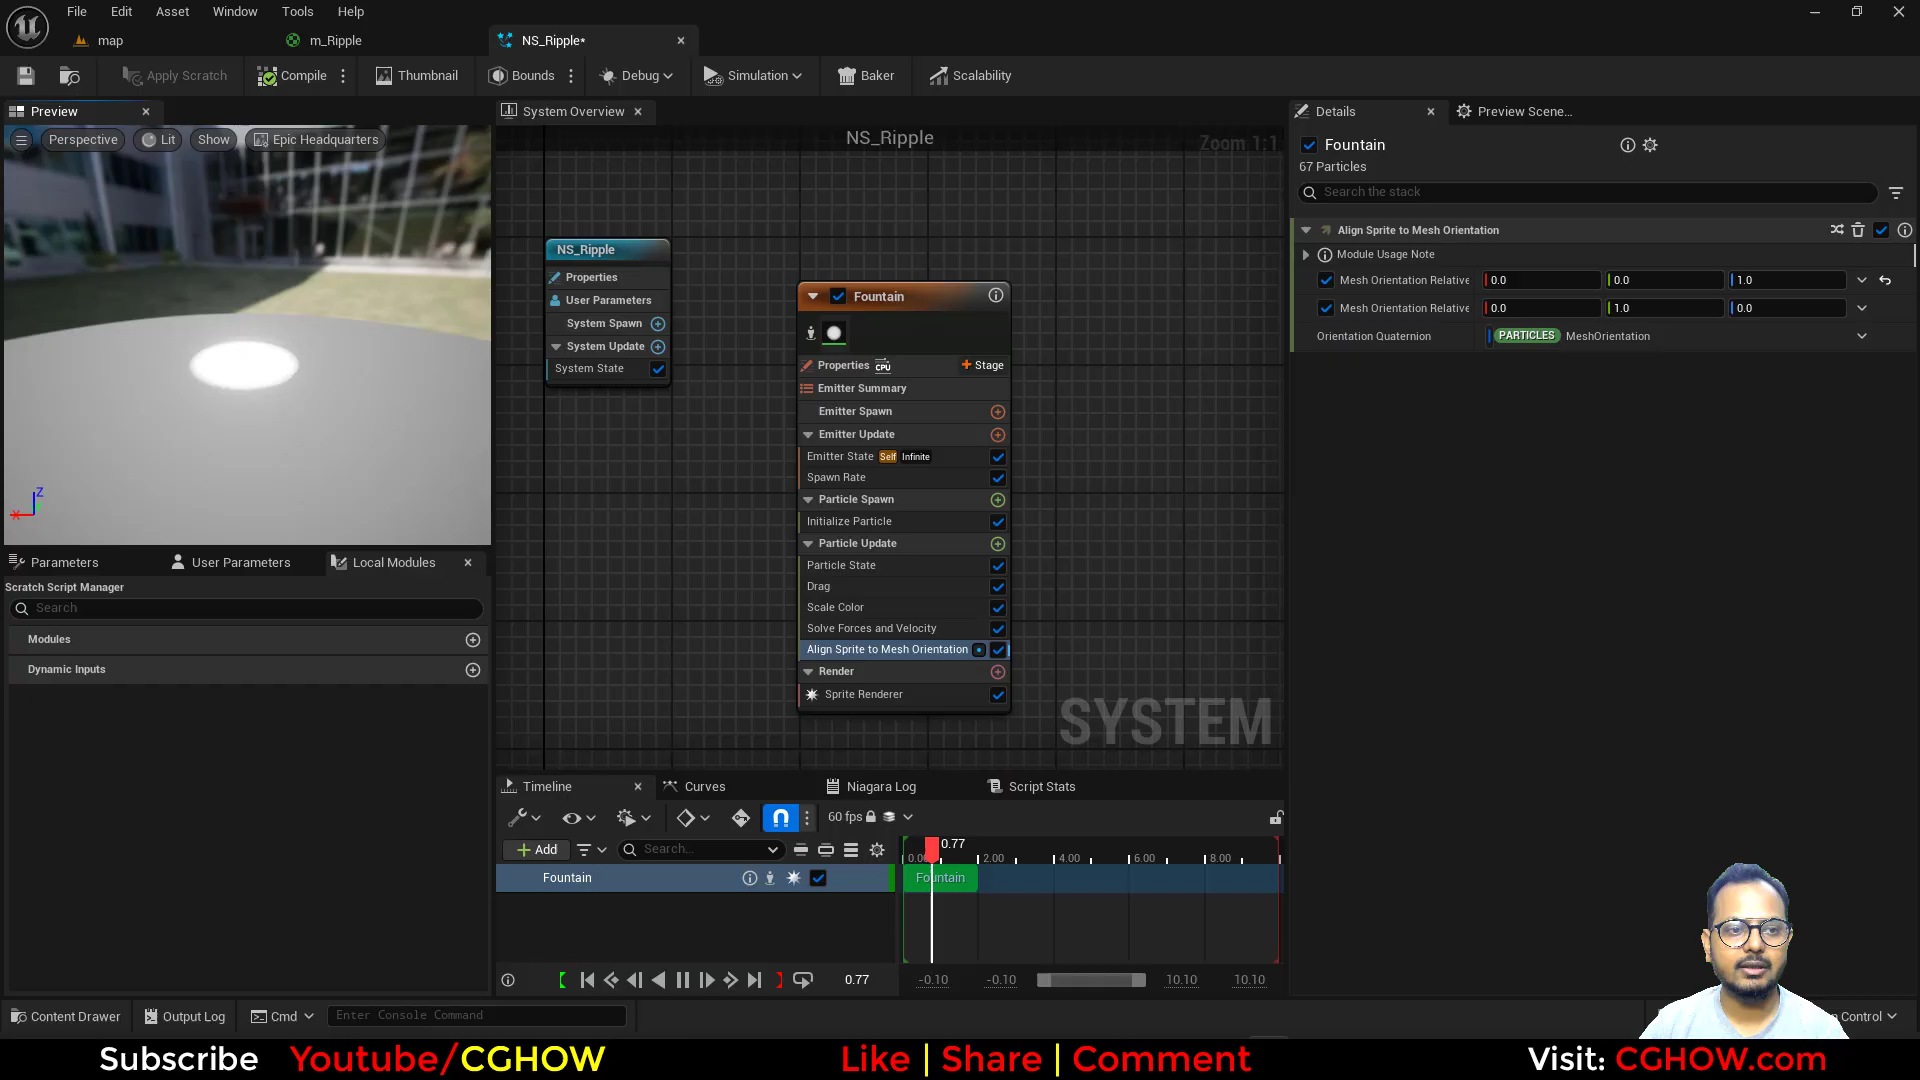 File Edit Asset Window Tools Help
map m_Ripple NS_Ripple*
Apply Scratch Compile Thumbnail Bounds Debug Simulation Baker Scalability
Preview
Perspective Lit Show Epic Headquarters
Z
X
System Overview
NS_Ripple
Zoom 1:1
NS_Ripple
Properties
User Parameters
System Spawn
System Update
System State
Fountain
Properties CPU Stage
Emitter Summary
Emitter Spawn
Emitter Update
Emitter State Self Infinite
Spawn Rate
Particle Spawn
Initialize Particle
Particle Update
Particle State
Drag
Scale Color
Solve Forces and Velocity
Align Sprite to Mesh Orientation
Render
Sprite Renderer
SYSTEM
Details Preview Scene...
Fountain
67 Particles
Search the stack
Align Sprite to Mesh Orientation
Module Usage Note
Mesh Orientation Relative 0.0 0.0 1.0
Mesh Orientation Relative 0.0 1.0 0.0
Orientation Quaternion PARTICLES MeshOrientation
Parameters User Parameters Local Modules
Scratch Script Manager
Search
Modules
Dynamic Inputs
Timeline Curves Niagara Log Script Stats
60 fps
Add Search... 0.77
2.00 4.00 6.00 8.00
Fountain Fountain
0.77 -0.10 -0.10 10.10 10.10
Content Drawer Output Log Cmd Enter Console Command Control
Subscribe Youtube/CGHOW Like | Share | Comment Visit: CGHOW.com